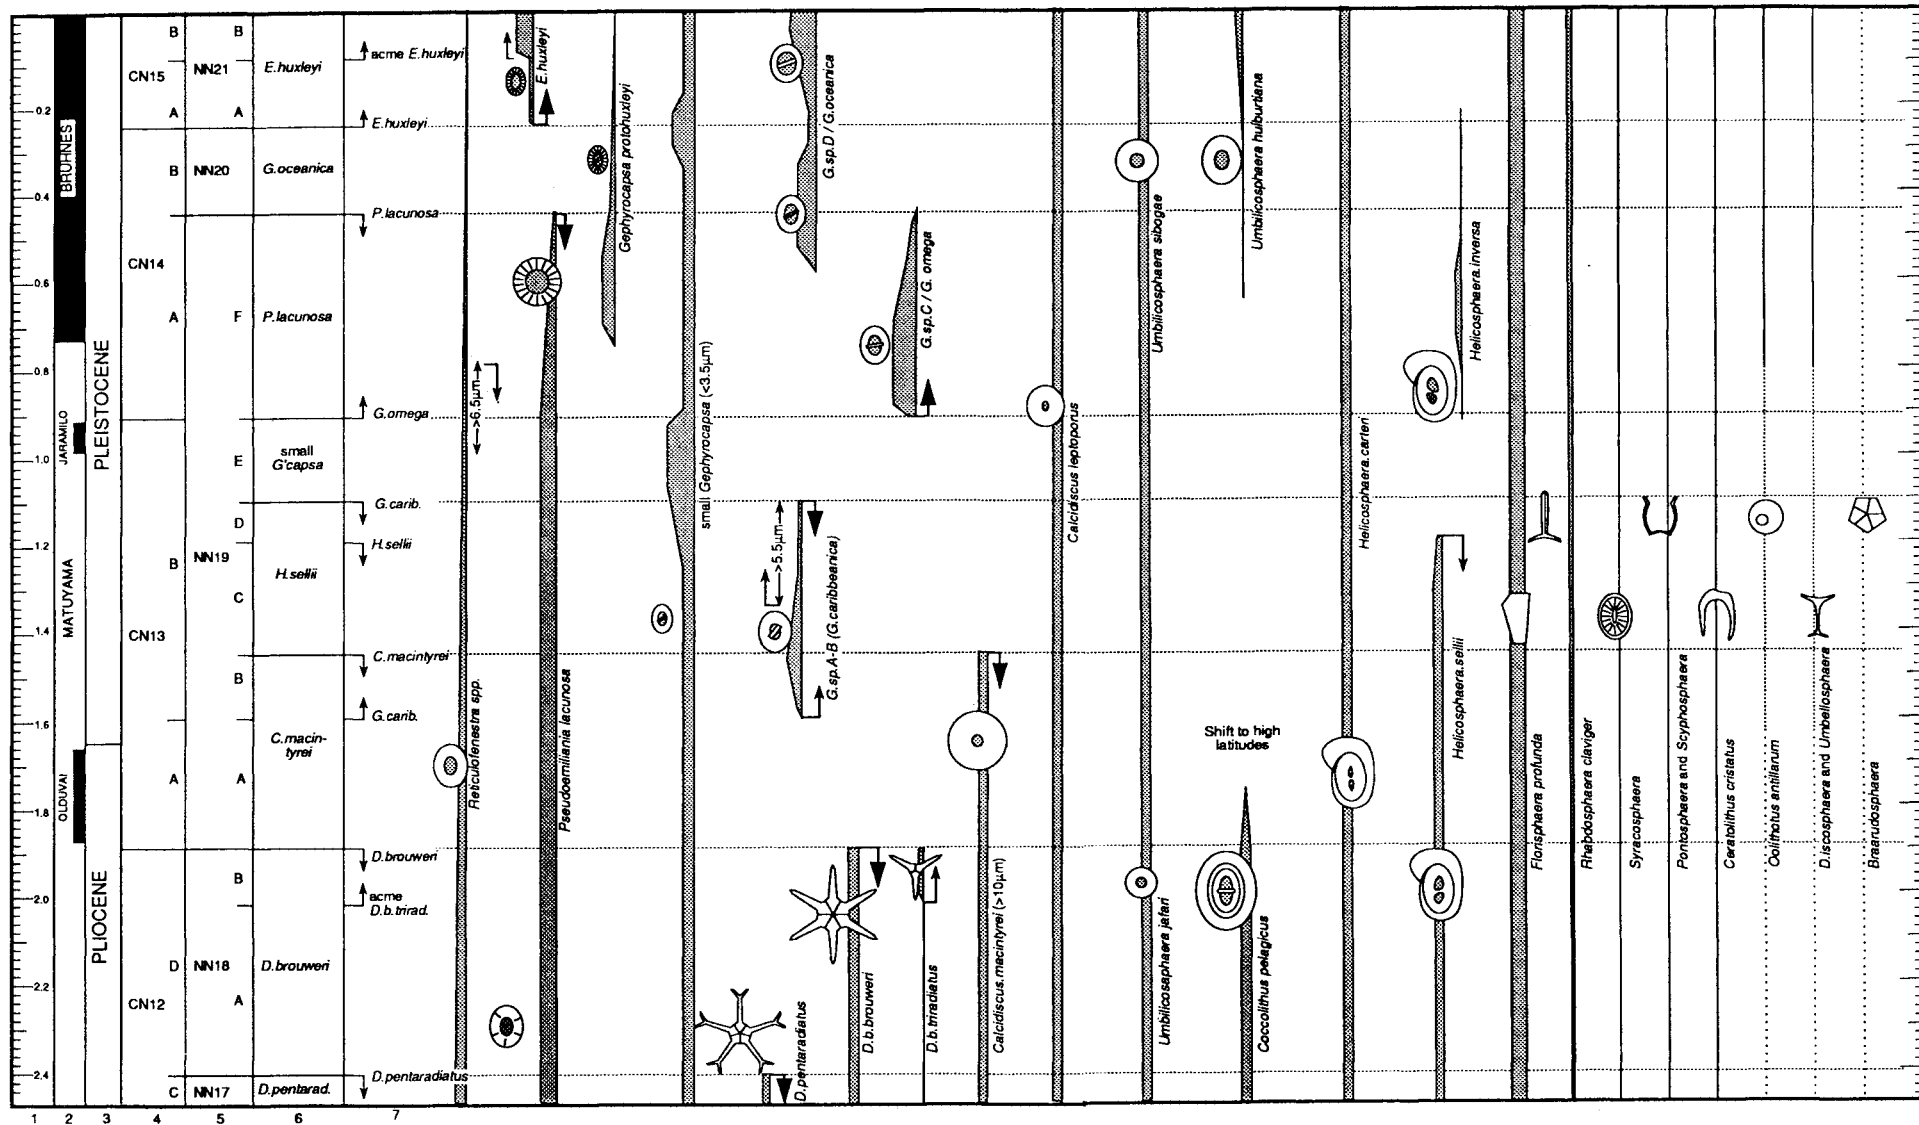 0.2
0.4
0.6
0.8
1.0
1.2
1.4
1.6
1.8
2.0
2.2
2.4
BRUHNES
JARAMILO
MATUYAMA
OLDUVAI
PLEISTOCENE
PLIOCENE
B
CN15
A
B
CN14
A
B
CN13
A
D
CN12
C
B
NN21
A
NN20
F
E
D
NN19
C
B
A
B
NN18
A
NN17
E.huxleyi
G.oceanica
P.lacunosa
small
G'capsa
H.sellii
C.macin-
tyrei
D.brouweri
D.pentarad.
acme E.huxleyi
E.huxleyi
P.lacunosa
G.omega
G.carib.
H.sellii
C.macintyrei
G.carib.
D.brouweri
acme
D.b.trirad.
D.pentaradiatus
>6.5µm
Reticulofenestra spp.
E.huxleyi
Pseudoemiliania lacunosa
Gephyrocapsa protohuxleyi
small Gephyrocapsa (<3.5µm)
G.sp.D / G.oceanica
>5.5µm
G.sp.A-B (G.caribbeanica)
D.pentaradiatus
D.b.brouweri
G.sp.C / G. omega
D.b.triradiatus
Calcidiscus.macintyrei (>10µm)
Calcidiscus leptoporus
Umbilicosphaera sibogae
Umbilicosaphaera jafari
Umbilicosphaera hulburtiana
Shift to high
latitudes
Coccolithus pelagicus
Helicosphaera.carteri
Helicosphaera.inversa
Helicosphaera.sellii
Florisphaera profunda
Rhabdosphaera claviger
Syracosphaera
Pontosphaera and Scyphosphaera
Ceratolithus cristatus
Oolithotus antillarum
D.iscosphaera and Umbellosphaera
Braarudosphaera
1 2 3 4 5 6 7